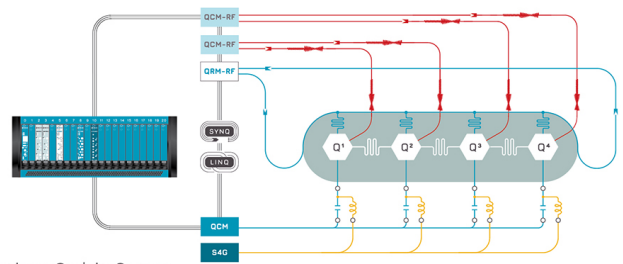 QCM-RF
QCM-RF
QRM-RF
SYNQ
LINQ
Q1 Q2 Q3 Q4
QCM
S4G